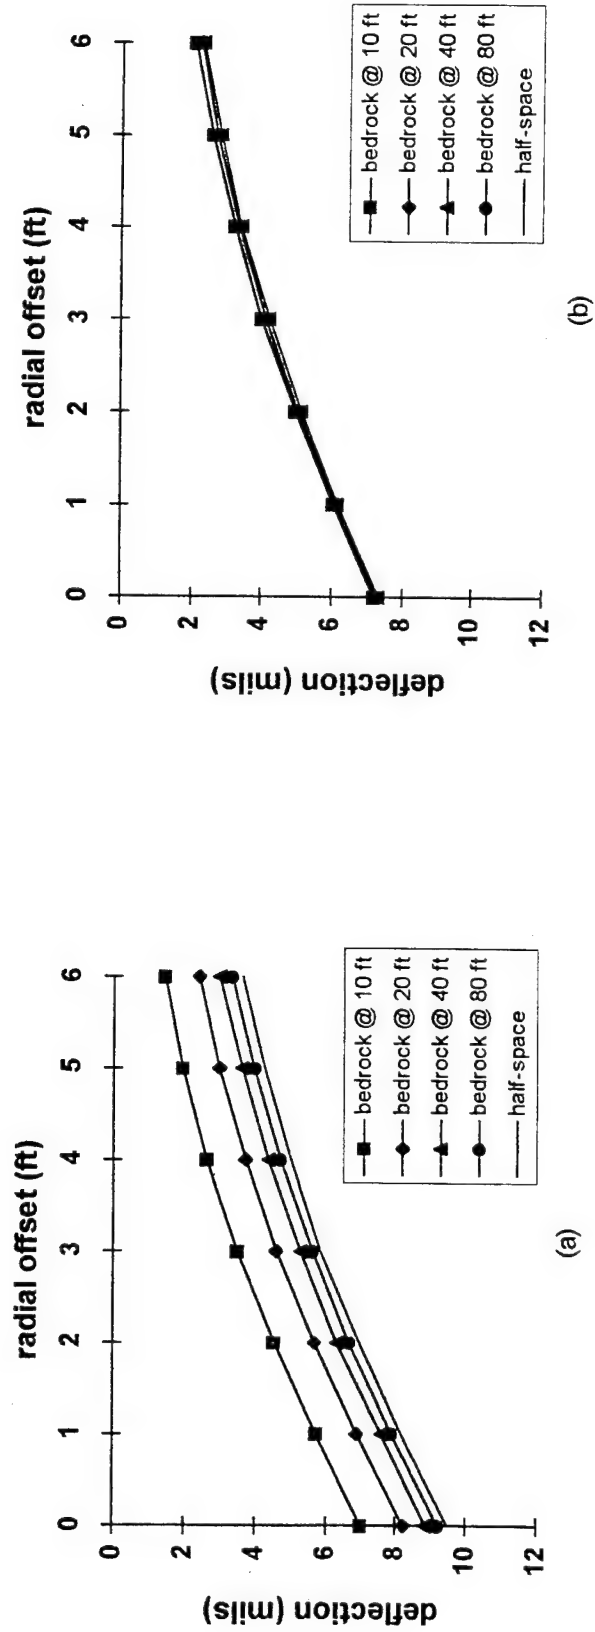 radial offset (ft)
0 1 2 3 4 5 6
0
2
4
6
8
10
12
deflection (mils)
bedrock @ 10 ft
bedrock @ 20 ft
bedrock @ 40 ft
bedrock @ 80 ft
half-space
(a)
radial offset (ft)
0 1 2 3 4 5 6
0
2
4
6
8
10
12
deflection (mils)
bedrock @ 10 ft
bedrock @ 20 ft
bedrock @ 40 ft
bedrock @ 80 ft
half-space
(b)